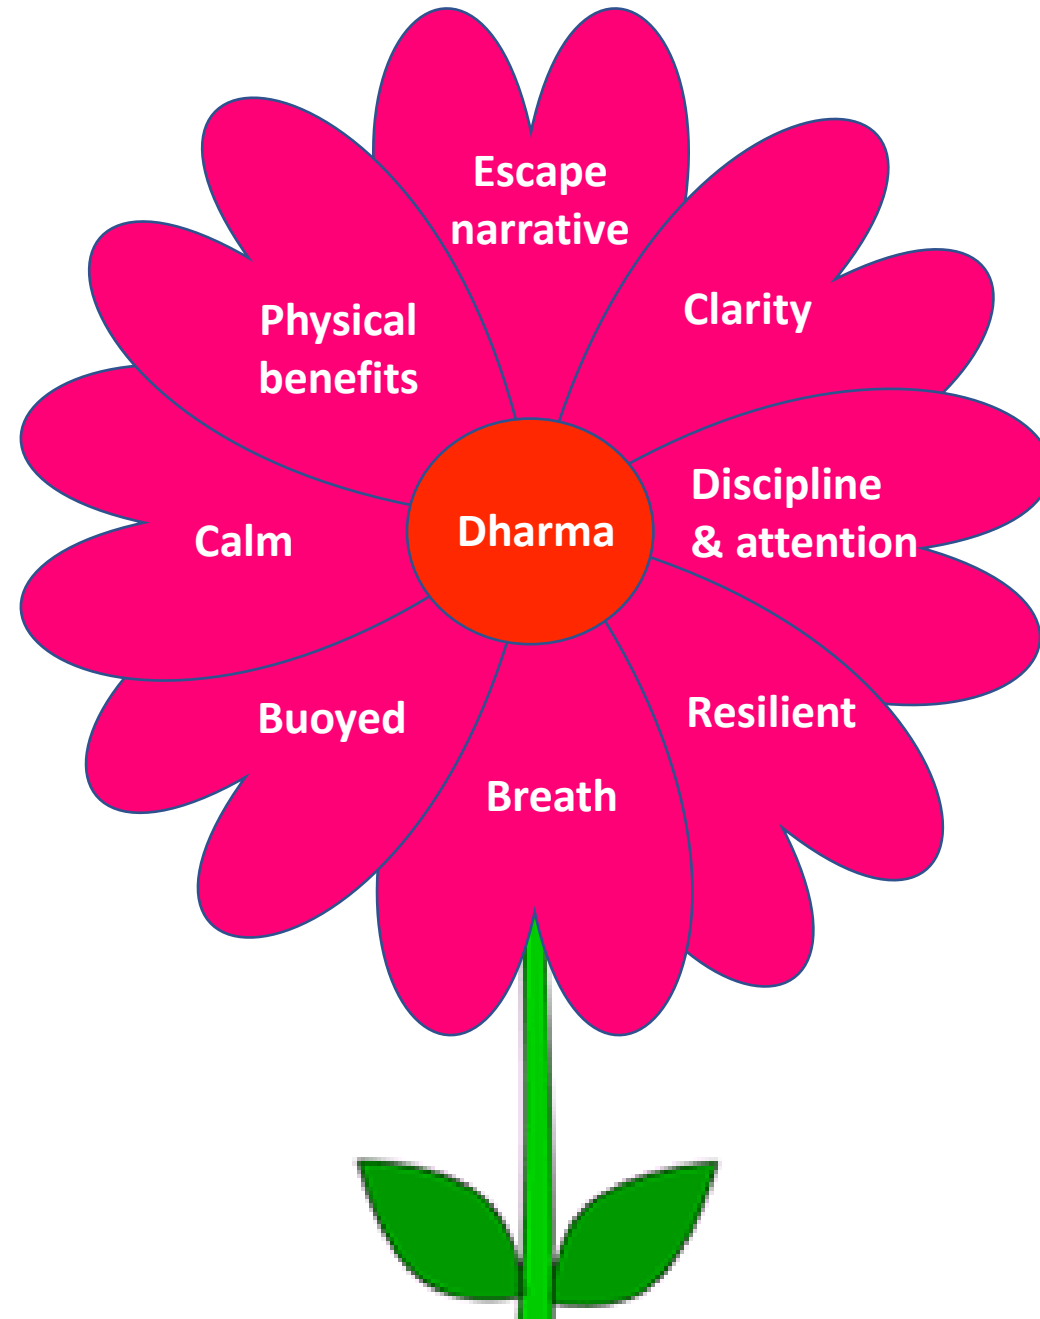 Escape
narrative
Clarity
Physical
benefits
Discipline
& attention
Dharma
Calm
Resilient
Buoyed
Breath